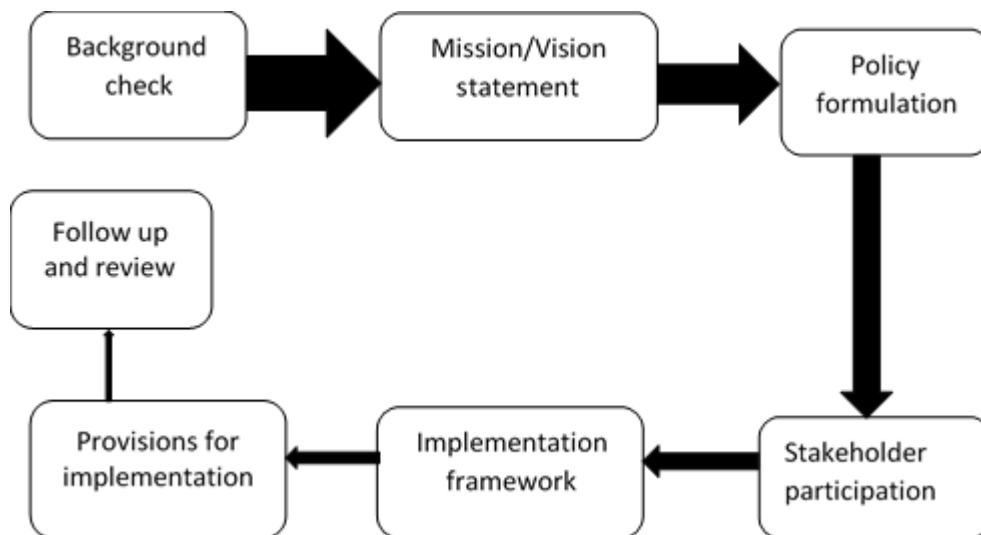 Background
check
Mission/Vision
statement
Policy
formulation
Stakeholder
participation
Implementation
framework
Provisions for
implementation
Follow up
and review